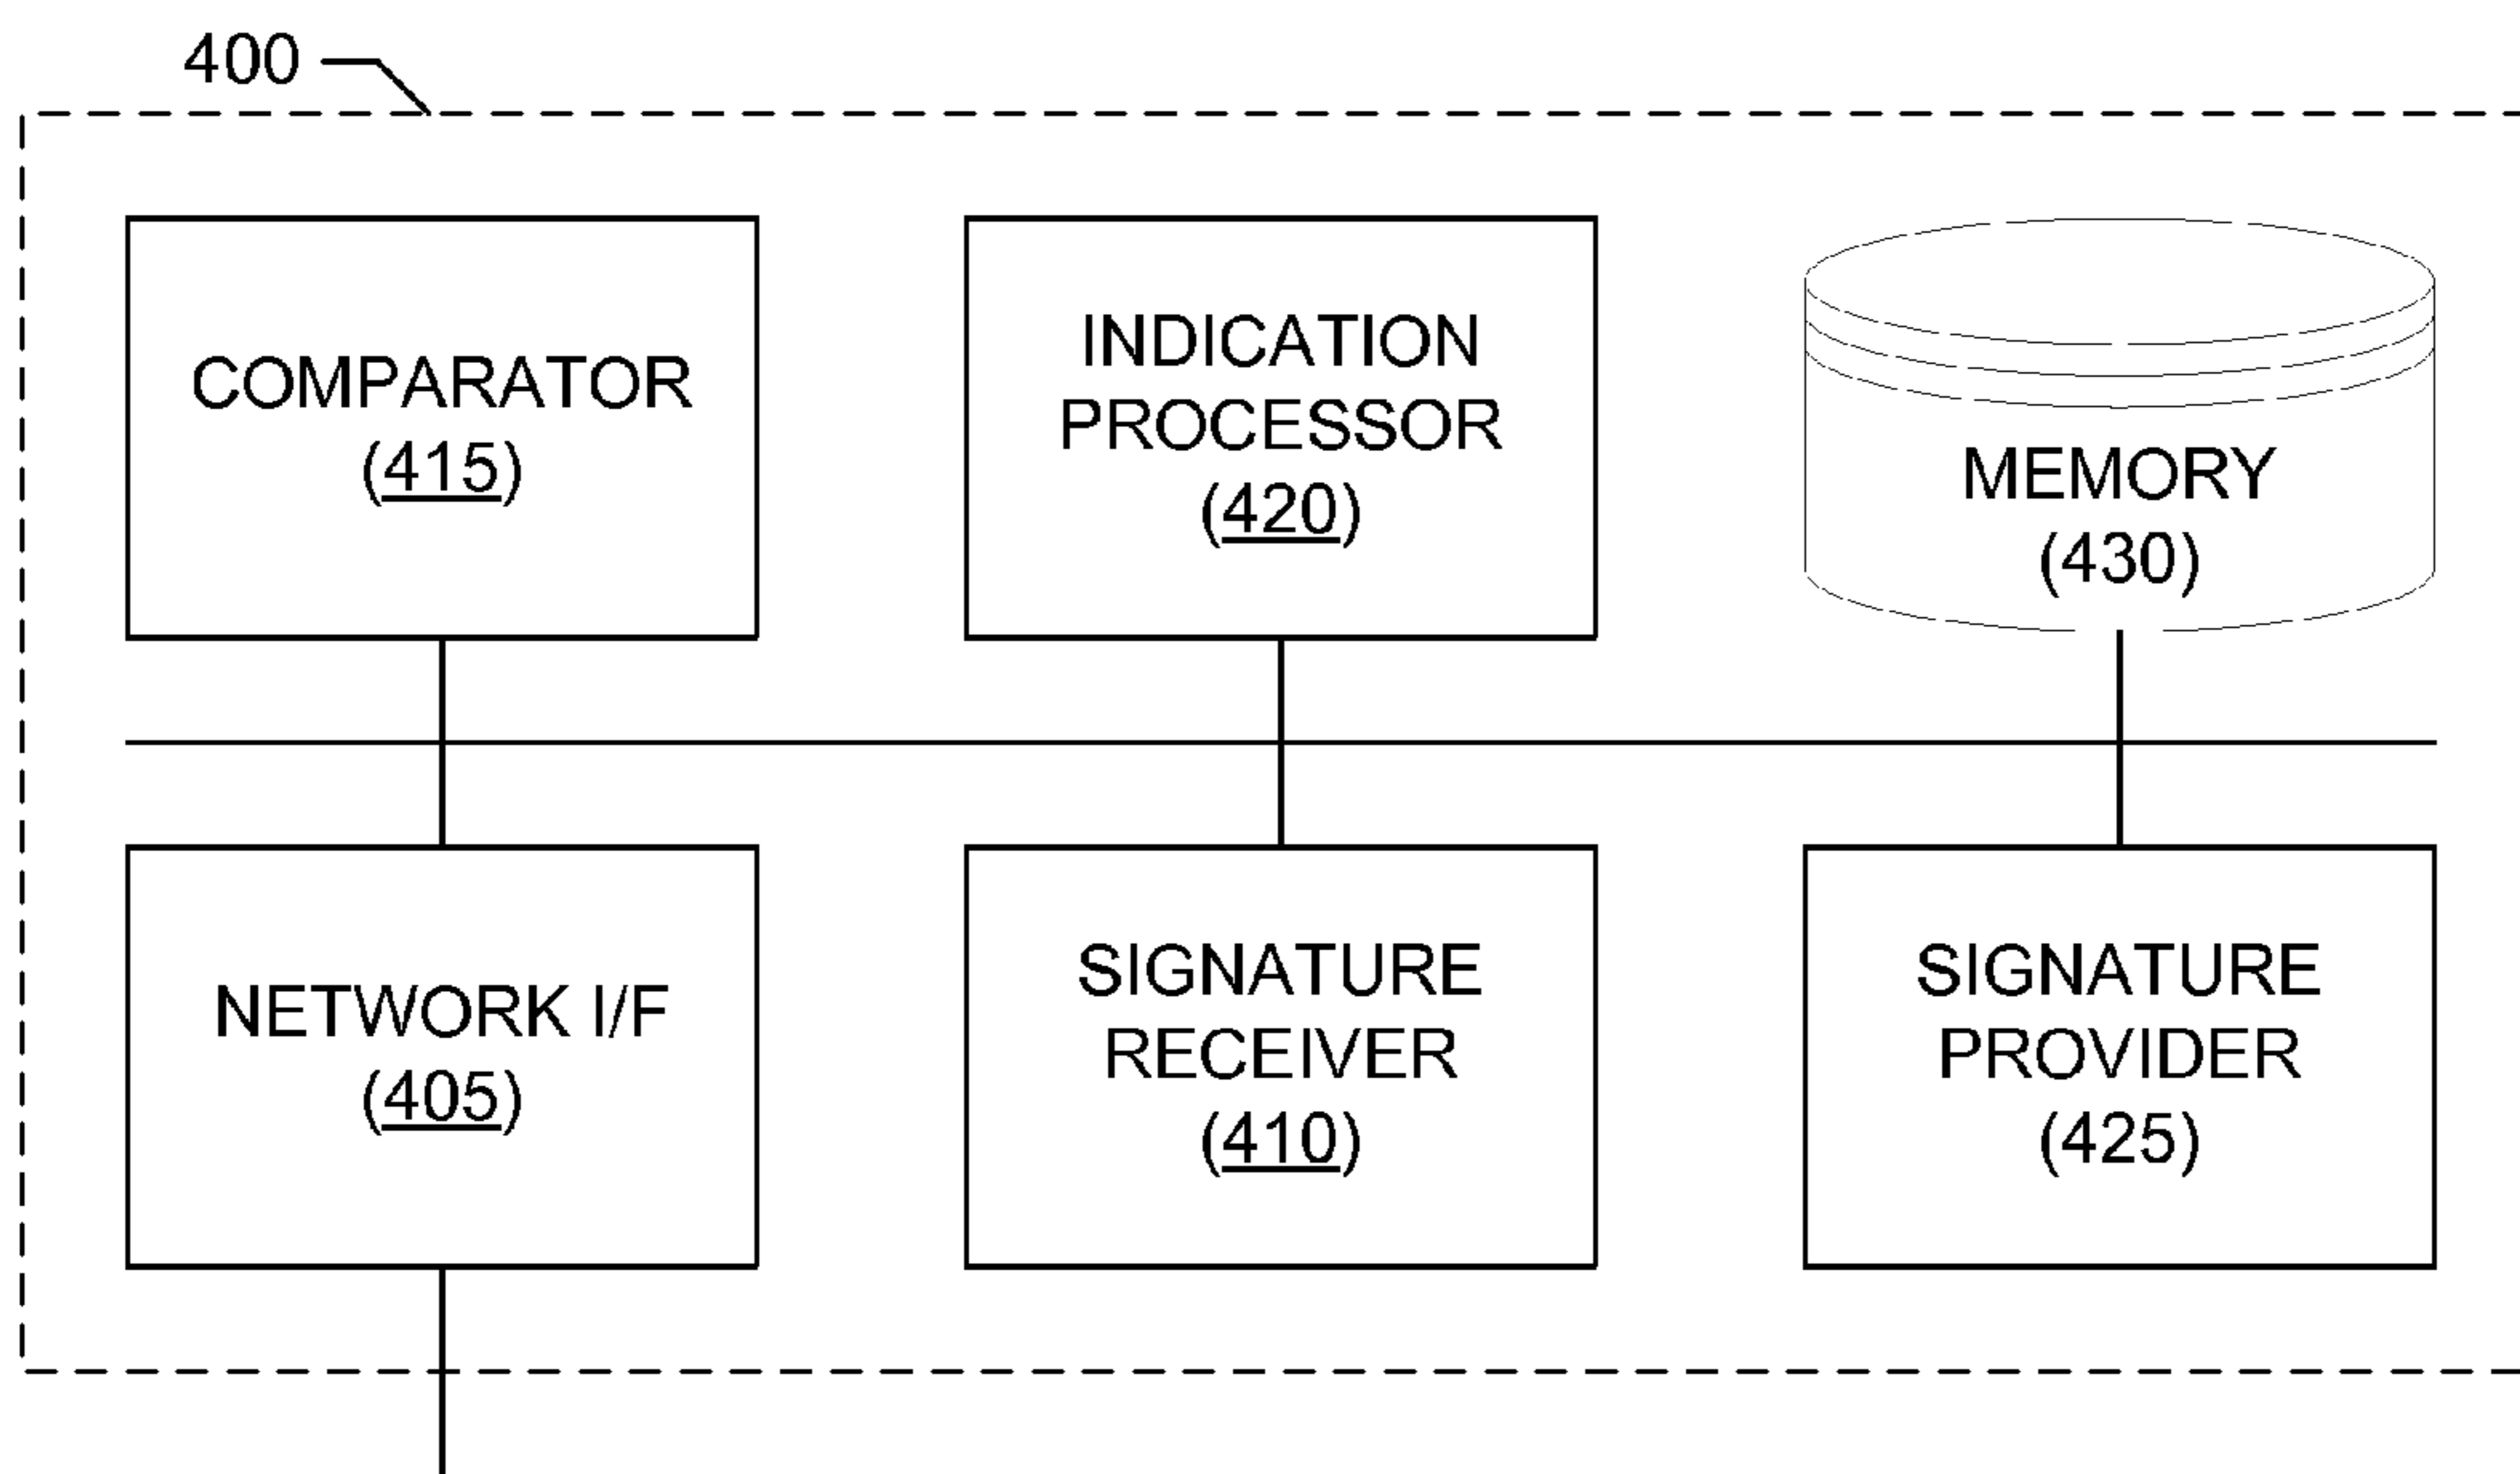 400
COMPARATOR
(415)
INDICATION
PROCESSOR
(420)
MEMORY
(430)
NETWORK I/F
(405)
SIGNATURE
RECEIVER
(410)
SIGNATURE
PROVIDER
(425)